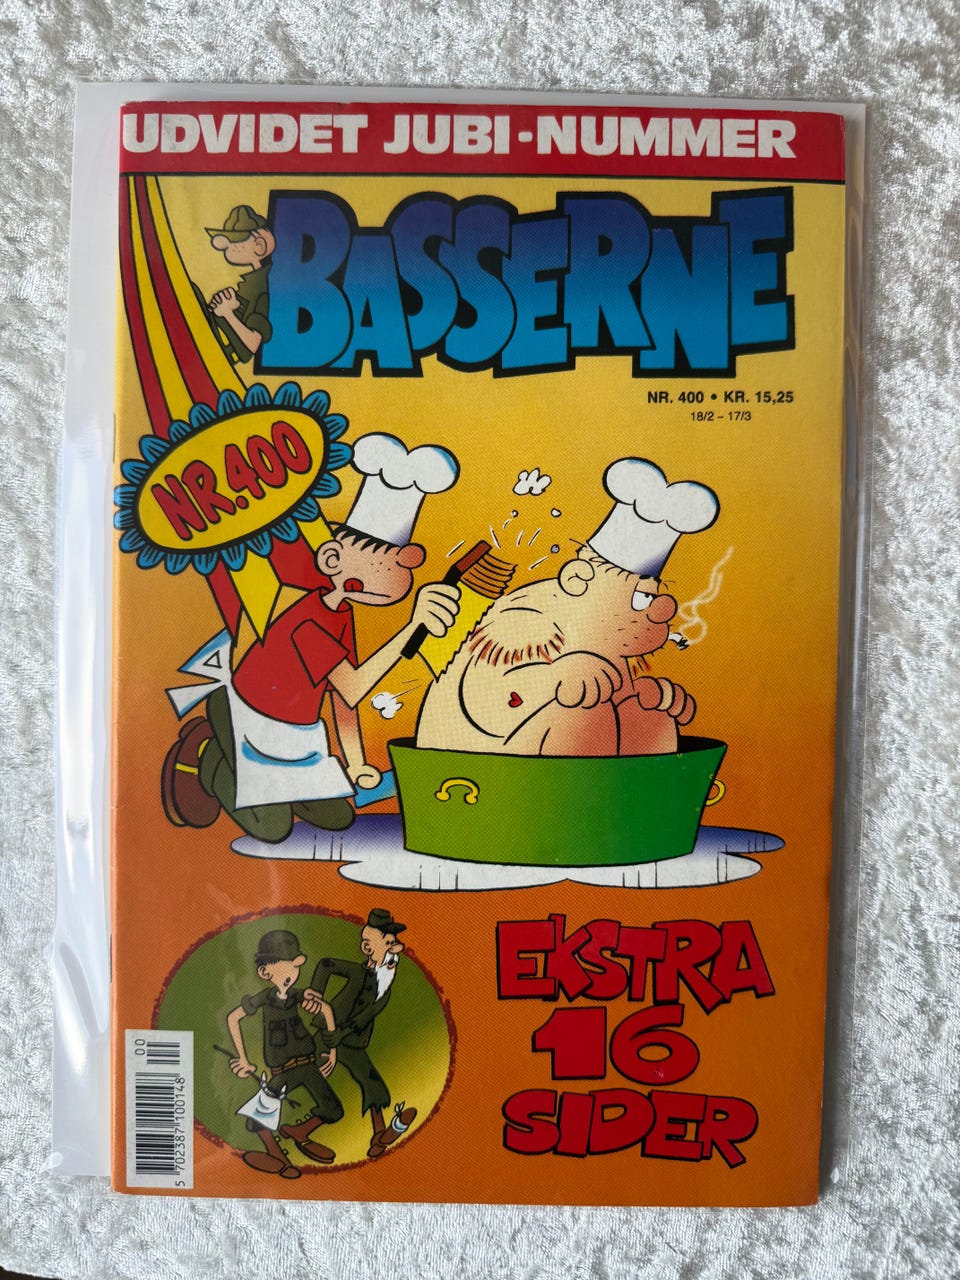 UDVIDET JUBI-NUMMER
BASSERNE
NR. 400 • KR. 15,25
18/2 – 17/3
NR.400
EKSTRA
16
SIDER
00
5 702387 100148